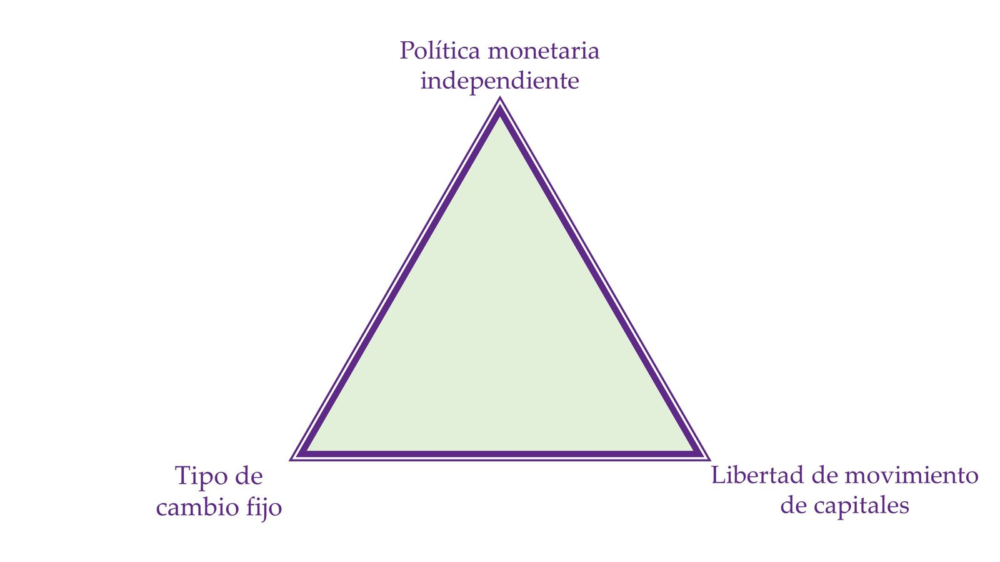 Política monetaria
independiente
Tipo de
cambio fijo
Libertad de movimiento
de capitales